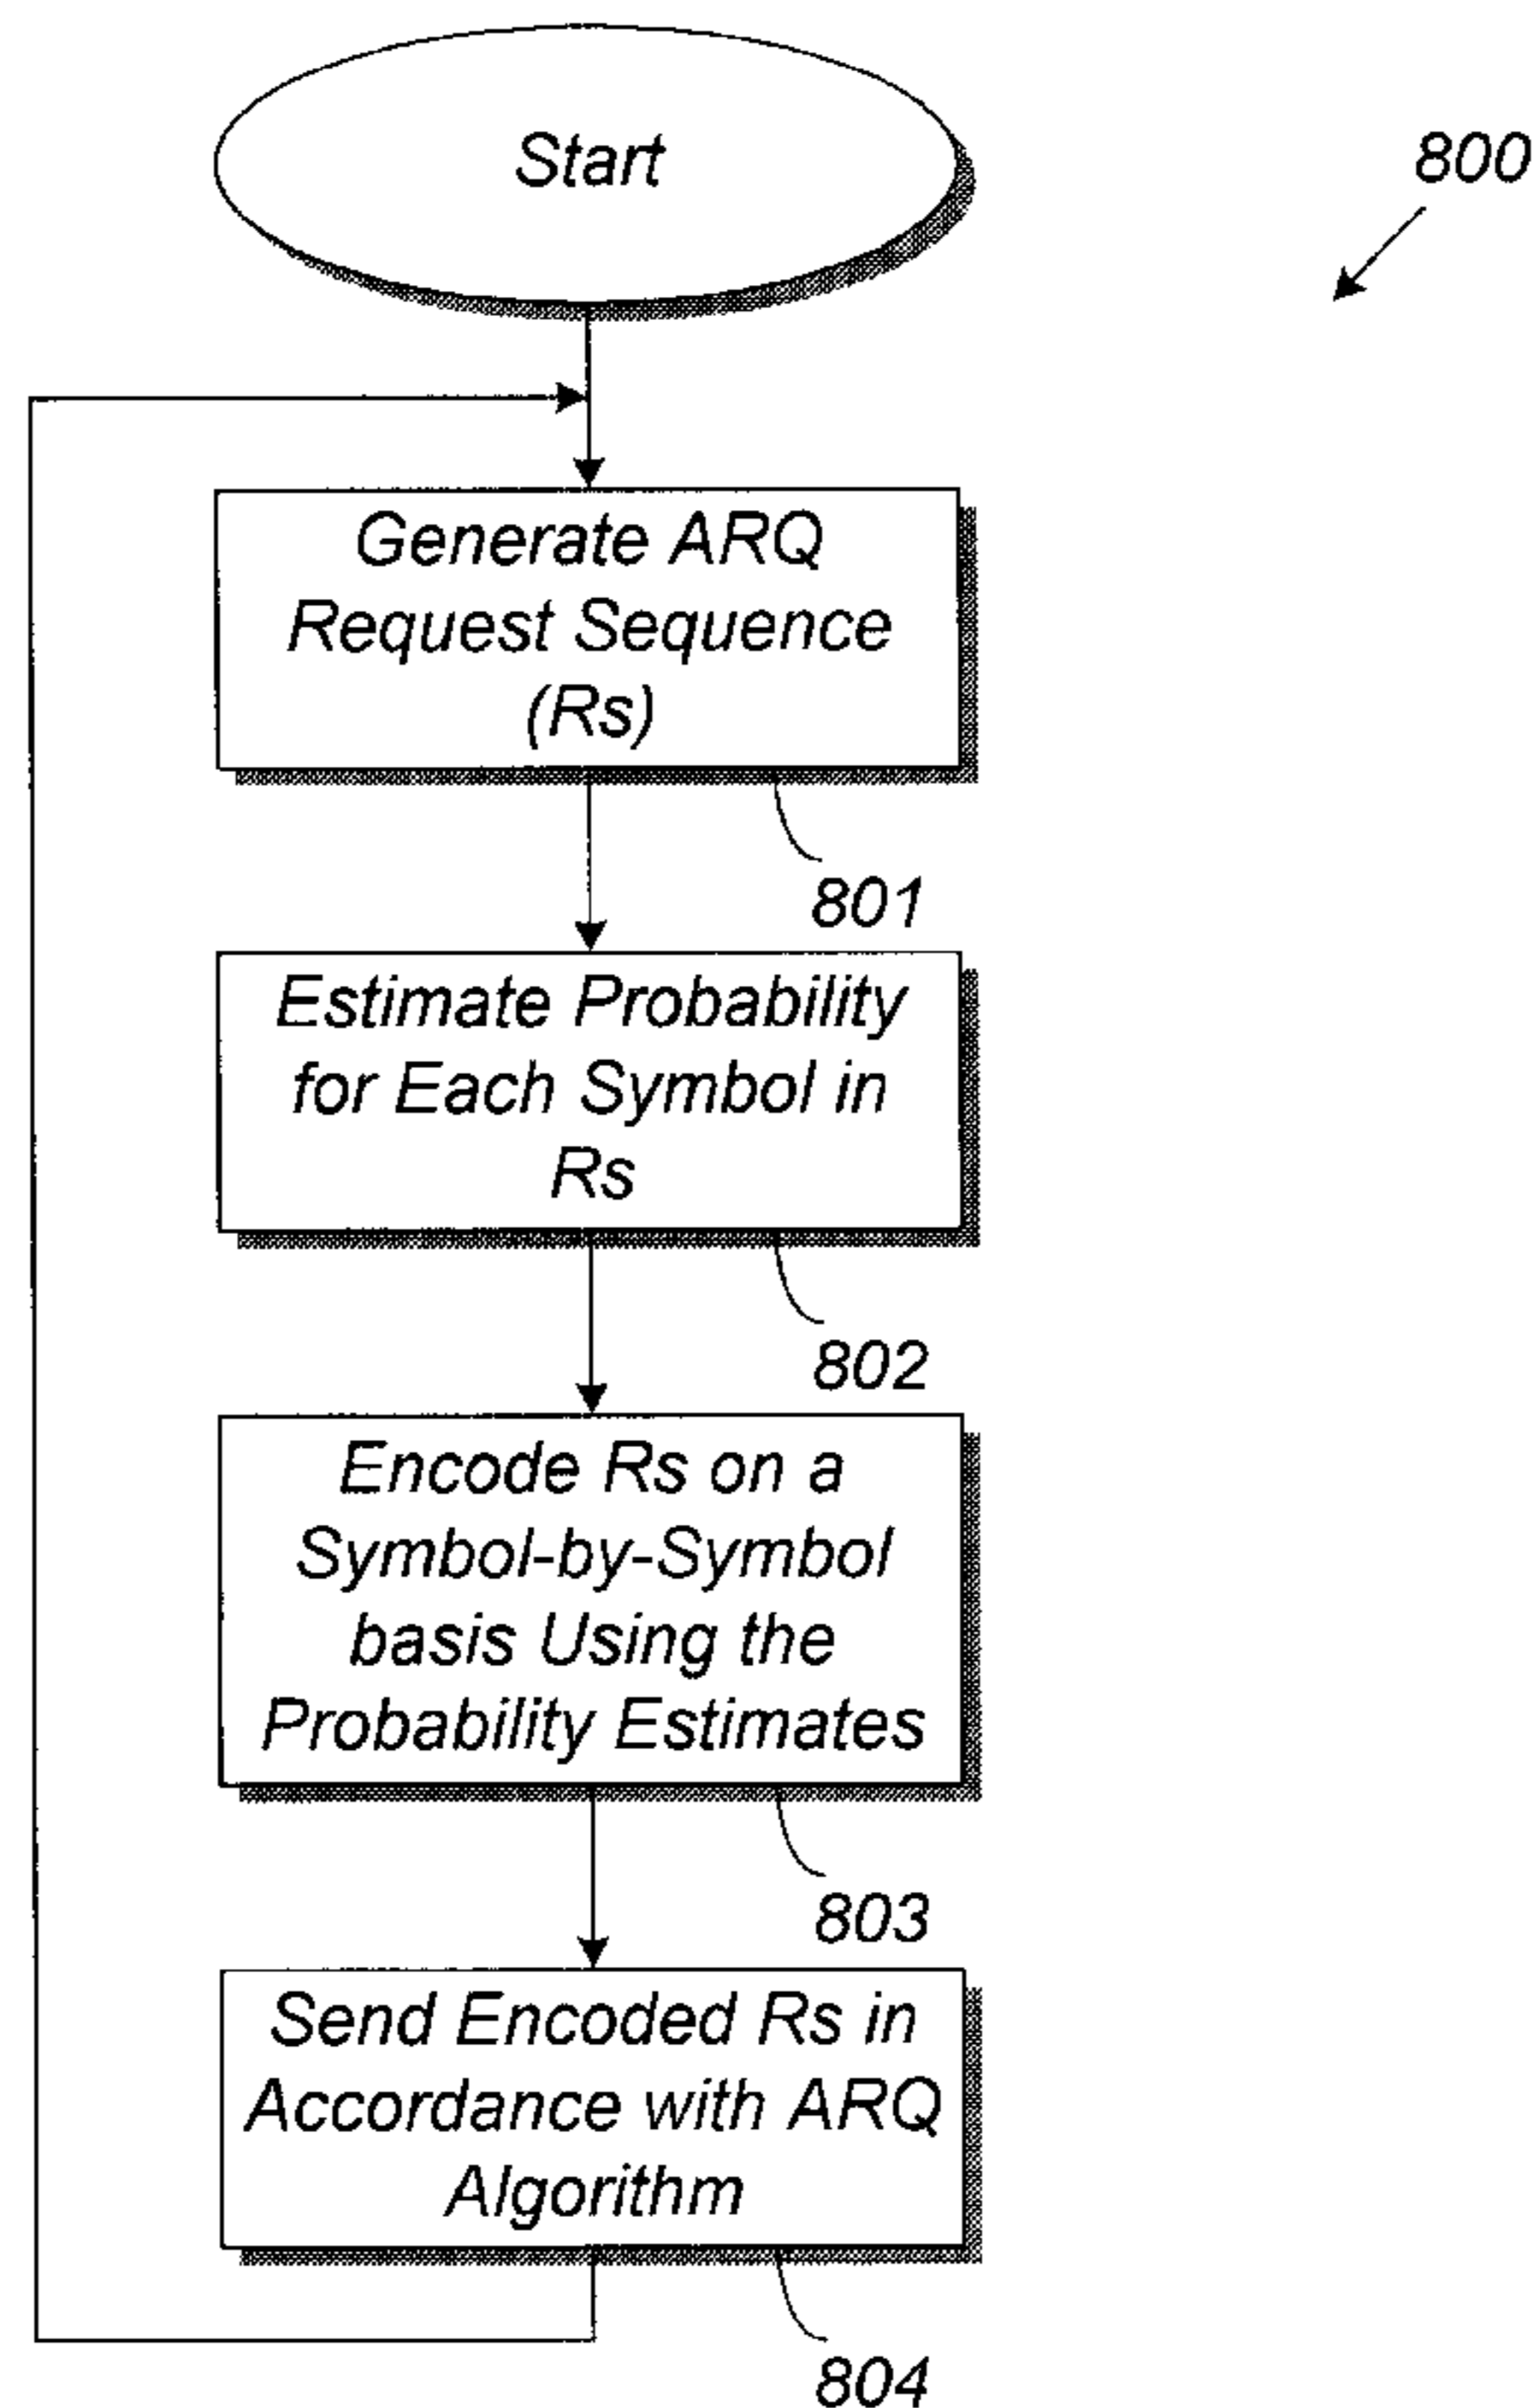 Start
800
Generate ARQ
Request Sequence
(Rs)
801
Estimate Probability
for Each Symbol in
Rs
802
Encode Rs on a
Symbol-by-Symbol
basis Using the
Probability Estimates
803
Send Encoded Rs in
Accordance with ARQ
Algorithm
804